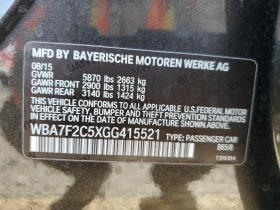 MFD BY BAYERISCHE MOTOREN WERKE AG
08/15
GVWR 5870 lbs 2663 kg
GAWR FRONT 2900 lbs 1315 kg
GAWR REAR 3140 lbs 1424 kg
THIS VEHICLE CONFORMS TO ALL APPLICABLE U.S. FEDERAL MOTOR
VEHICLE SAFETY, BUMPER, AND THEFT PREVENTION STANDARDS
IN EFFECT ON THE DATE OF MANUFACTURE SHOWN ABOVE.
WBA7F2C5XGG415521 TYPE: PASSENGER CAR
B65/8